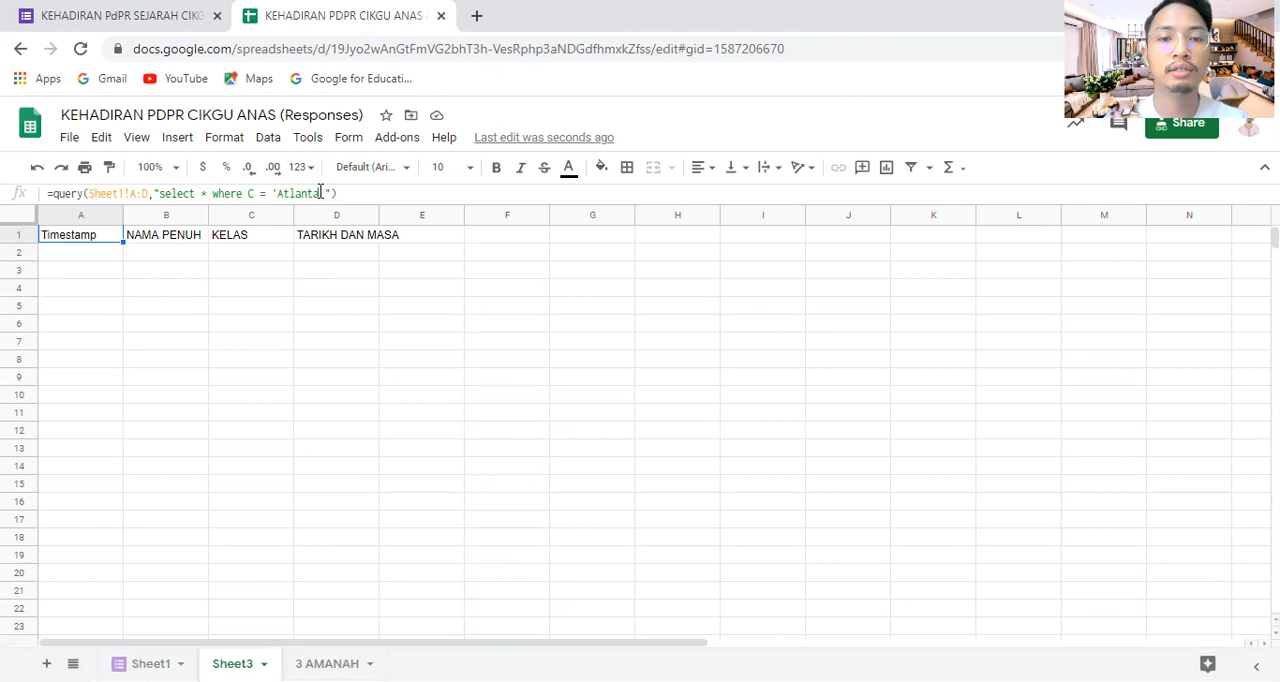 KEHADIRAN PdPR SEJARAH CIKG
KEHADIRAN PDPR CIKGU ANAS
docs.google.com/spreadsheets/d/19Jyo2wAnGtFmVG2bhT3h-VesRphp3aNDGdfhmxkZfss/edit#gid=1587206670
Apps Gmail YouTube Maps Google for Educati...
KEHADIRAN PDPR CIKGU ANAS (Responses)
File Edit View Insert Format Data Tools Form Add-ons Help Last edit was seconds ago
Share
100% $ % .0 .00 123 Default (Ari... 10 B I S A
fx =query(Sheet1!A:D,"select * where C = 'Atlanta'")
A B C D E F G H I J K L M N
1 Timestamp NAMA PENUH KELAS TARIKH DAN MASA
2
3
4
5
6
7
8
9
10
11
12
13
14
15
16
17
18
19
20
21
22
23
Sheet1 Sheet3 3 AMANAH